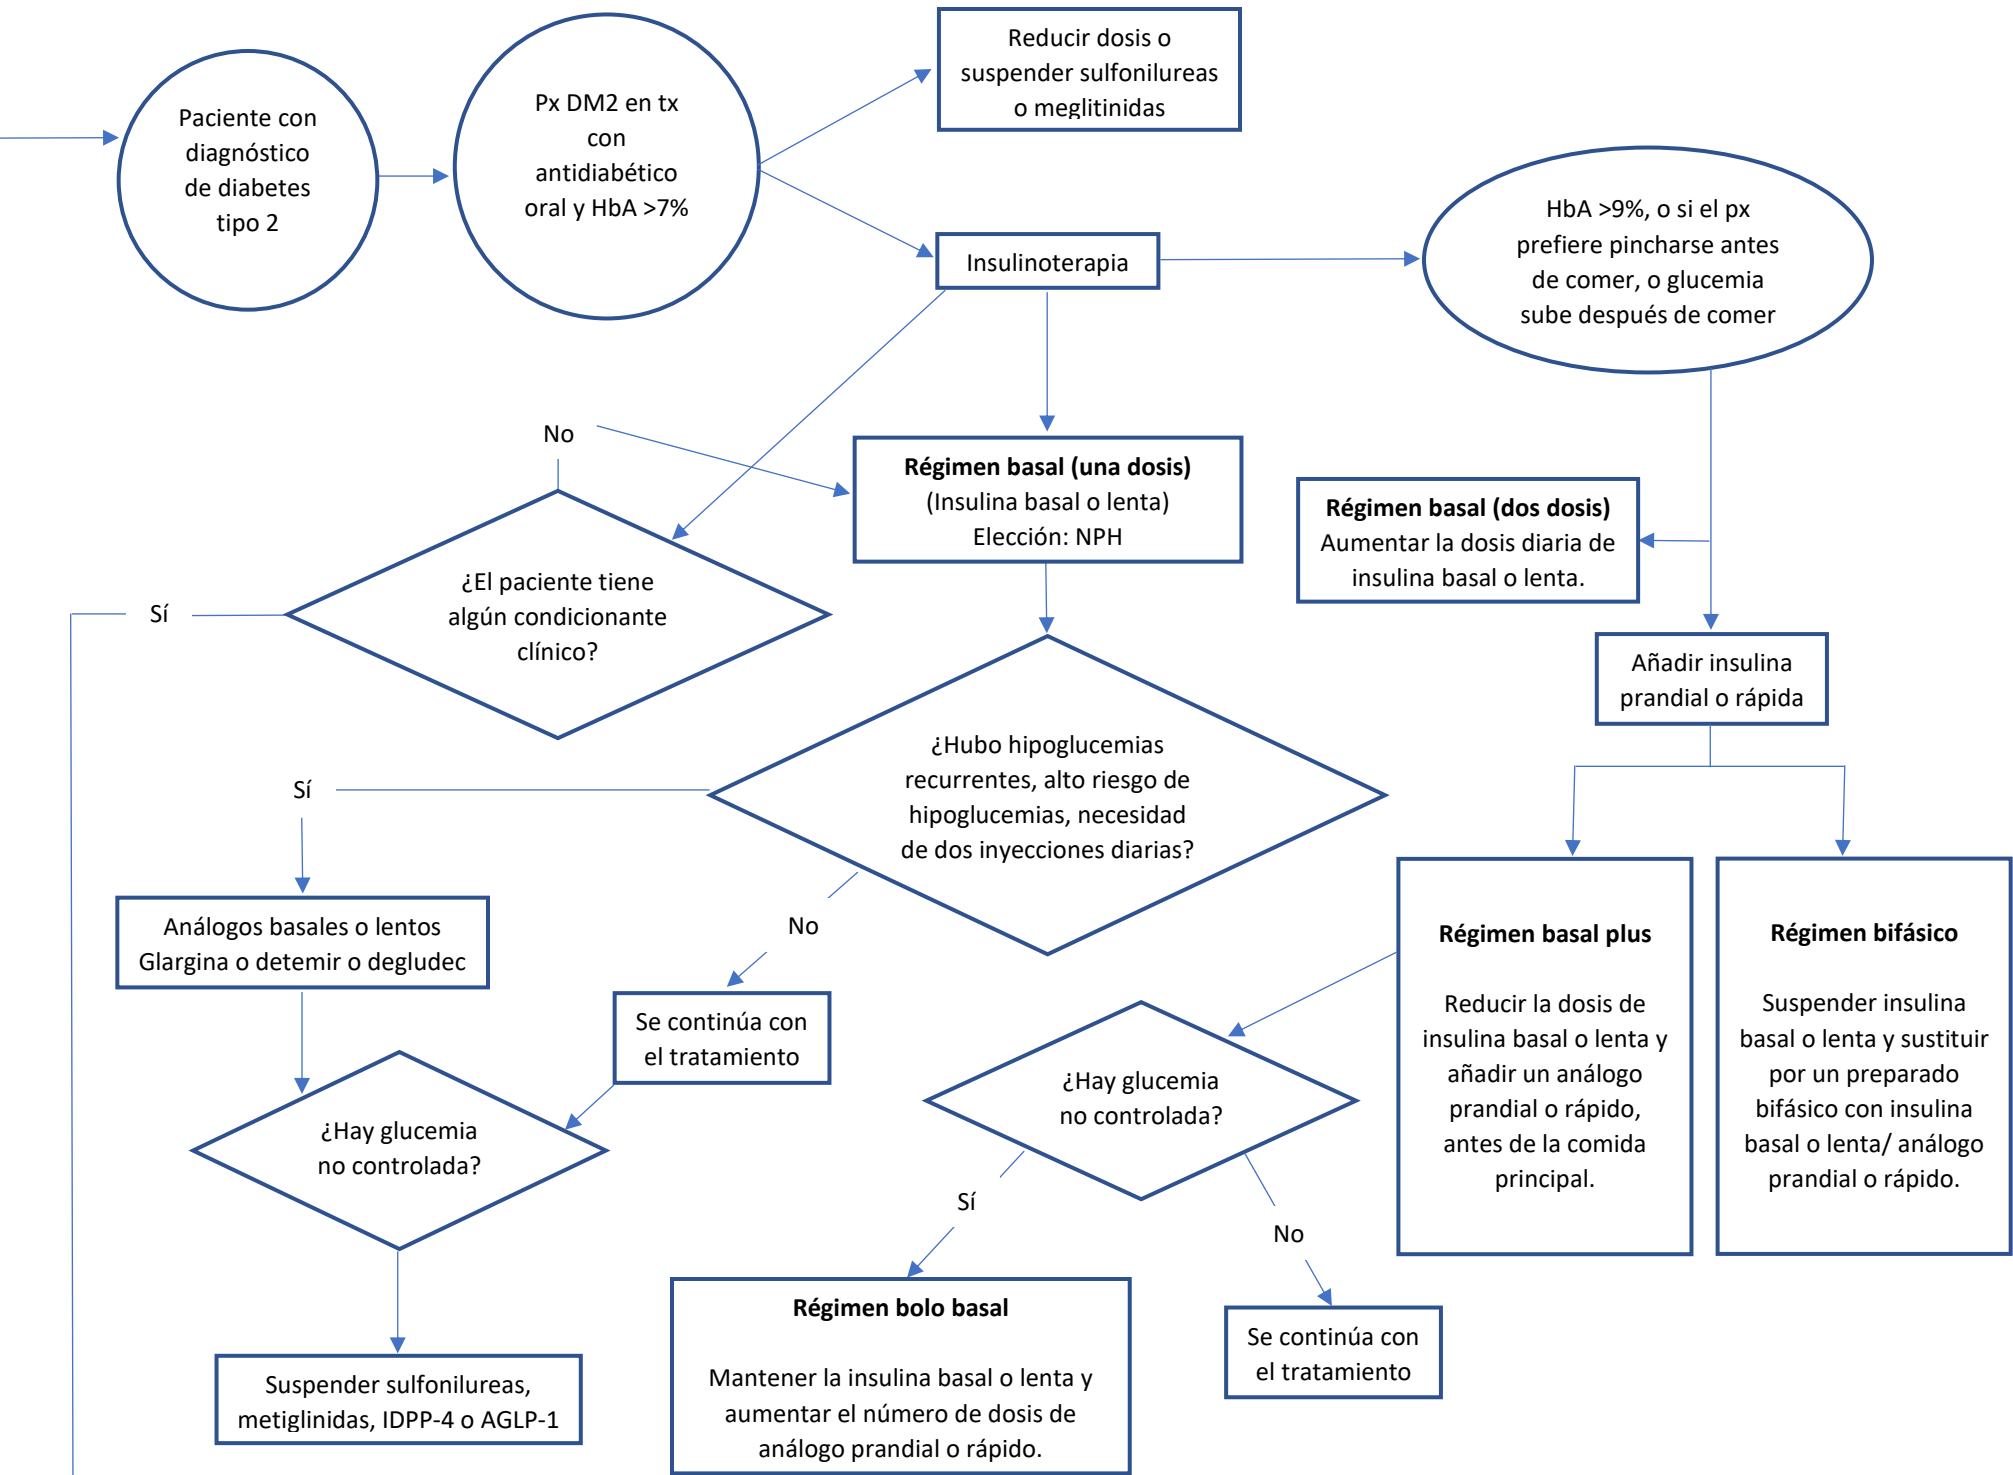 Reducir dosis o
suspender sulfonilureas
o meglitinidas
Paciente con
diagnóstico
de diabetes
tipo 2
Px DM2 en tx
con
antidiabético
oral y HbA >7%
Insulinoterapia
HbA >9%, o si el px
prefiere pincharse antes
de comer, o glucemia
sube después de comer
No
Régimen basal (una dosis)
(Insulina basal o lenta)
Elección: NPH
Régimen basal (dos dosis)
Aumentar la dosis diaria de
insulina basal o lenta.
Sí
¿El paciente tiene
algún condicionante
clínico?
Añadir insulina
prandial o rápida
¿Hubo hipoglucemias
recurrentes, alto riesgo de
hipoglucemias, necesidad
de dos inyecciones diarias?
Sí
No
Análogos basales o lentos
Glargina o detemir o degludec
Se continúa con
el tratamiento
Régimen basal plus
Reducir la dosis de
insulina basal o lenta y
añadir un análogo
prandial o rápido,
antes de la comida
principal.
Régimen bifásico
Suspender insulina
basal o lenta y sustituir
por un preparado
bifásico con insulina
basal o lenta/ análogo
prandial o rápido.
¿Hay glucemia
no controlada?
¿Hay glucemia
no controlada?
Sí
No
Suspender sulfonilureas,
metiglinidas, IDPP-4 o AGLP-1
Régimen bolo basal
Mantener la insulina basal o lenta y
aumentar el número de dosis de
análogo prandial o rápido.
Se continúa con
el tratamiento